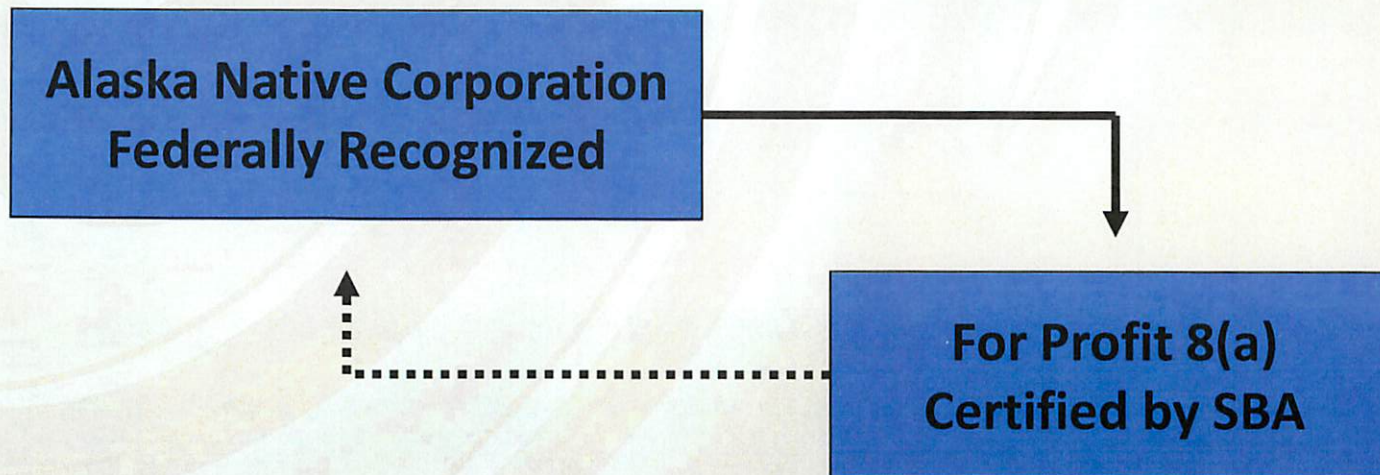 Alaska Native Corporation
Federally Recognized
For Profit 8(a)
Certified by SBA